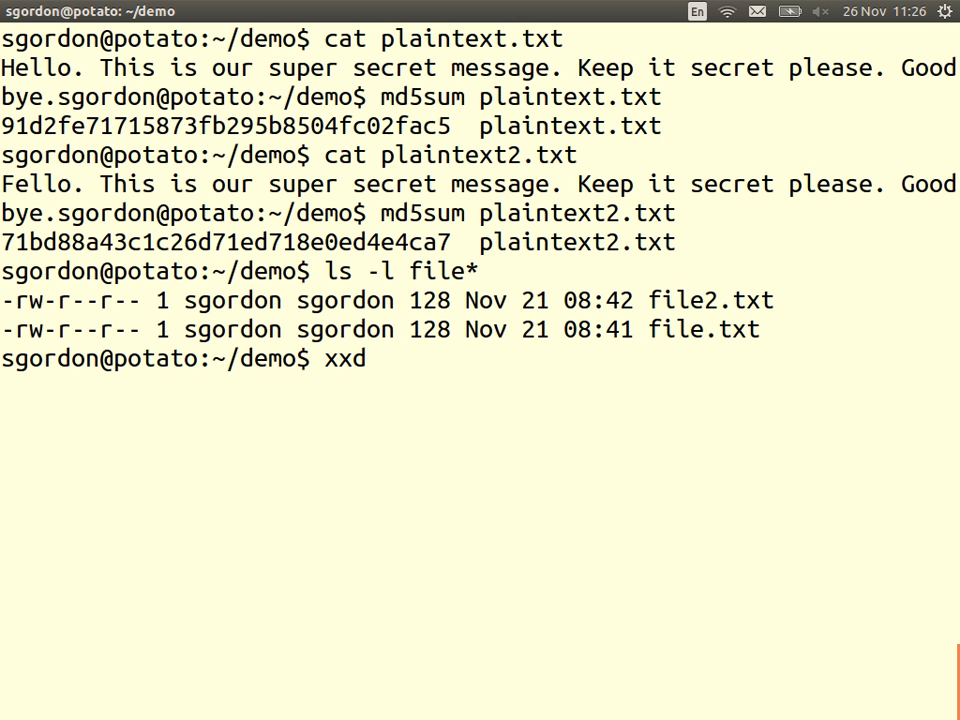 sgordon@potato: ~/demo En 26 Nov 11:26
sgordon@potato:~/demo$ cat plaintext.txt
Hello. This is our super secret message. Keep it secret please. Good
bye.sgordon@potato:~/demo$ md5sum plaintext.txt
91d2fe71715873fb295b8504fc02fac5  plaintext.txt
sgordon@potato:~/demo$ cat plaintext2.txt
Fello. This is our super secret message. Keep it secret please. Good
bye.sgordon@potato:~/demo$ md5sum plaintext2.txt
71bd88a43c1c26d71ed718e0ed4e4ca7  plaintext2.txt
sgordon@potato:~/demo$ ls -l file*
-rw-r--r-- 1 sgordon sgordon 128 Nov 21 08:42 file2.txt
-rw-r--r-- 1 sgordon sgordon 128 Nov 21 08:41 file.txt
sgordon@potato:~/demo$ xxd